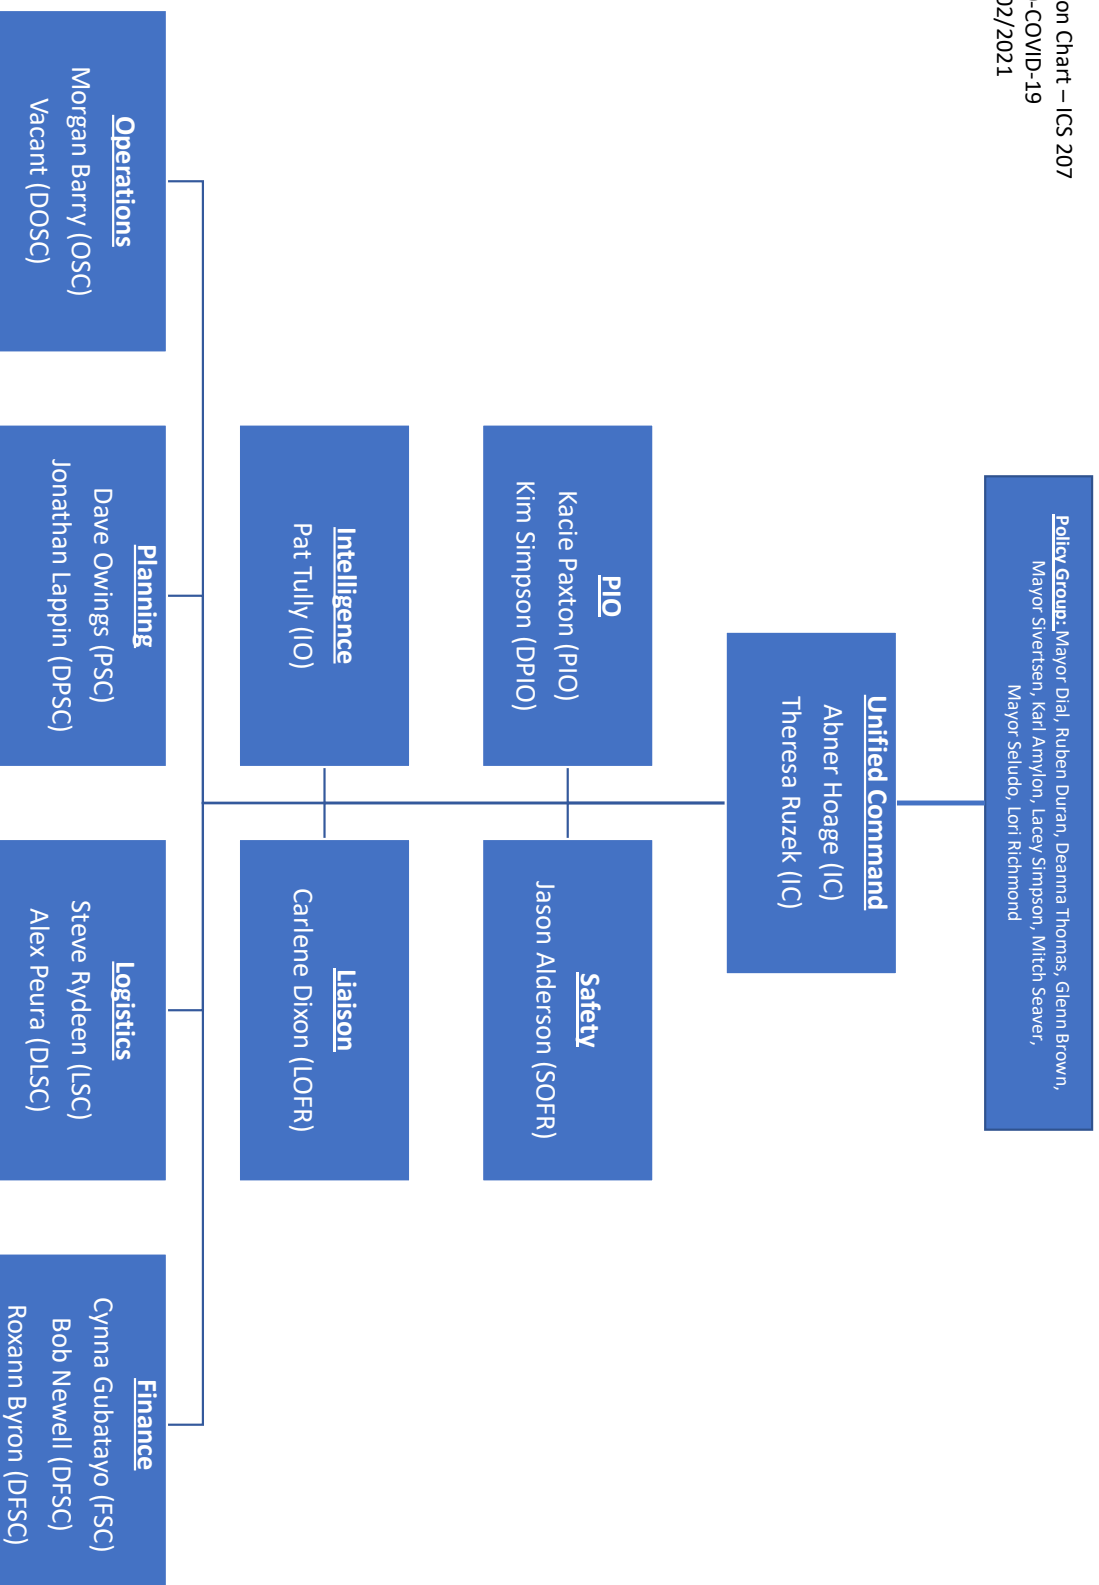 on Chart – ICS 207
-COVID-19
02/2021
Policy Group: Mayor Dial, Ruben Duran, Deanna Thomas, Glenn Brown,
Mayor Sivertsen, Karl Amylon, Lacey Simpson, Mitch Seaver,
Mayor Seludo, Lori Richmond
Unified Command
Abner Hoage (IC)
Theresa Ruzek (IC)
PIO
Kacie Paxton (PIO)
Kim Simpson (DPIO)
Safety
Jason Alderson (SOFR)
Intelligence
Pat Tully (IO)
Liaison
Carlene Dixon (LOFR)
Operations
Morgan Barry (OSC)
Vacant (DOSC)
Planning
Dave Owings (PSC)
Jonathan Lappin (DPSC)
Logistics
Steve Rydeen (LSC)
Alex Peura (DLSC)
Finance
Cynna Gubatayo (FSC)
Bob Newell (DFSC)
Roxann Byron (DFSC)